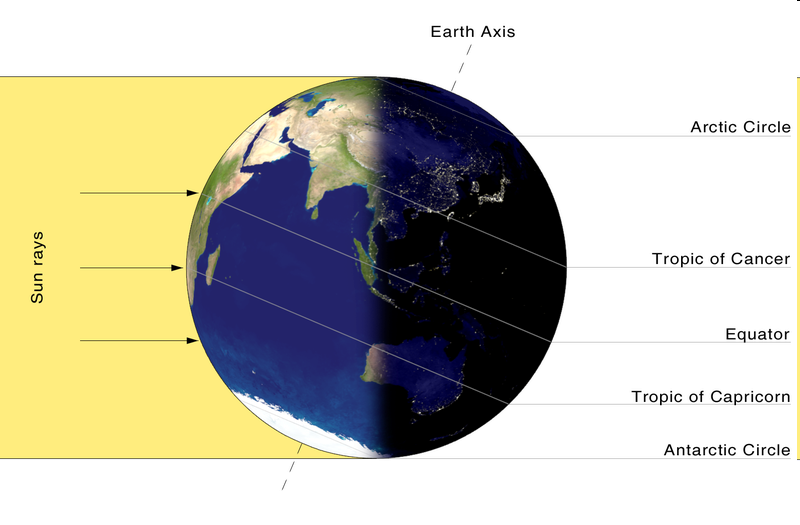 Earth Axis
Arctic Circle
Sun rays
Tropic of Cancer
Equator
Tropic of Capricorn
Antarctic Circle